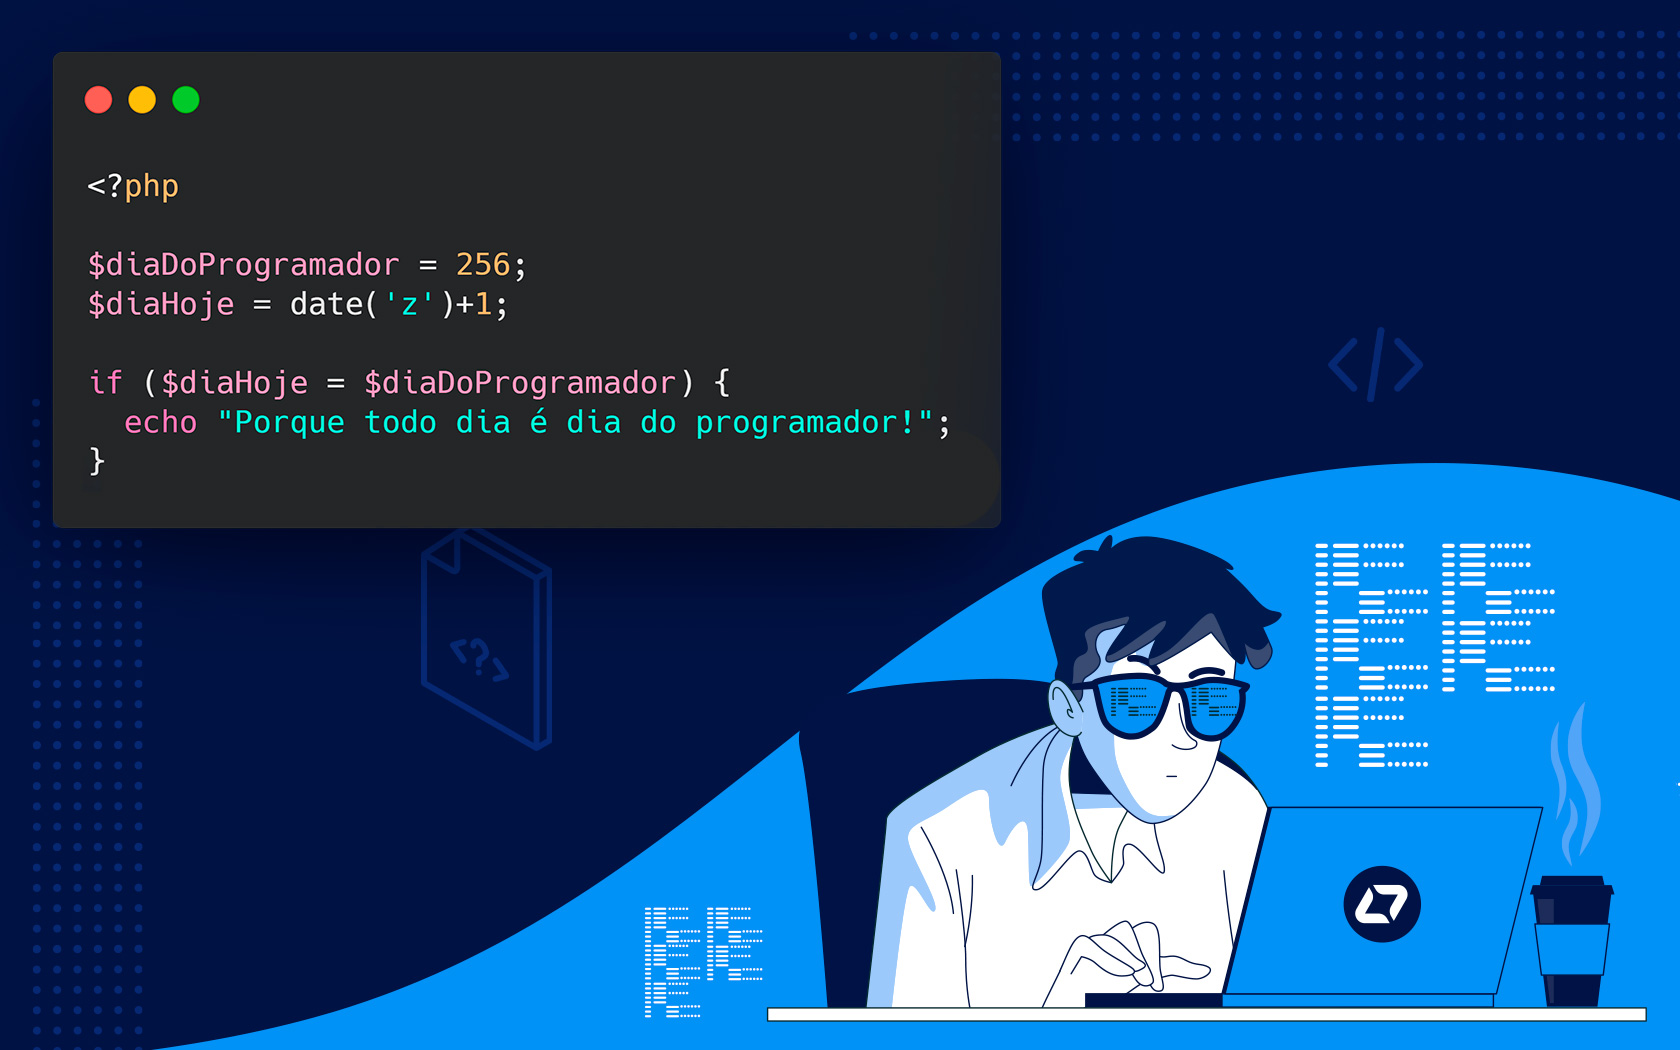 <?php
$diaDoProgramador = 256;
$diaHoje = date('z')+1;
if ($diaHoje = $diaDoProgramador) {
  echo "Porque todo dia é dia do programador!";
}
</>
<?>